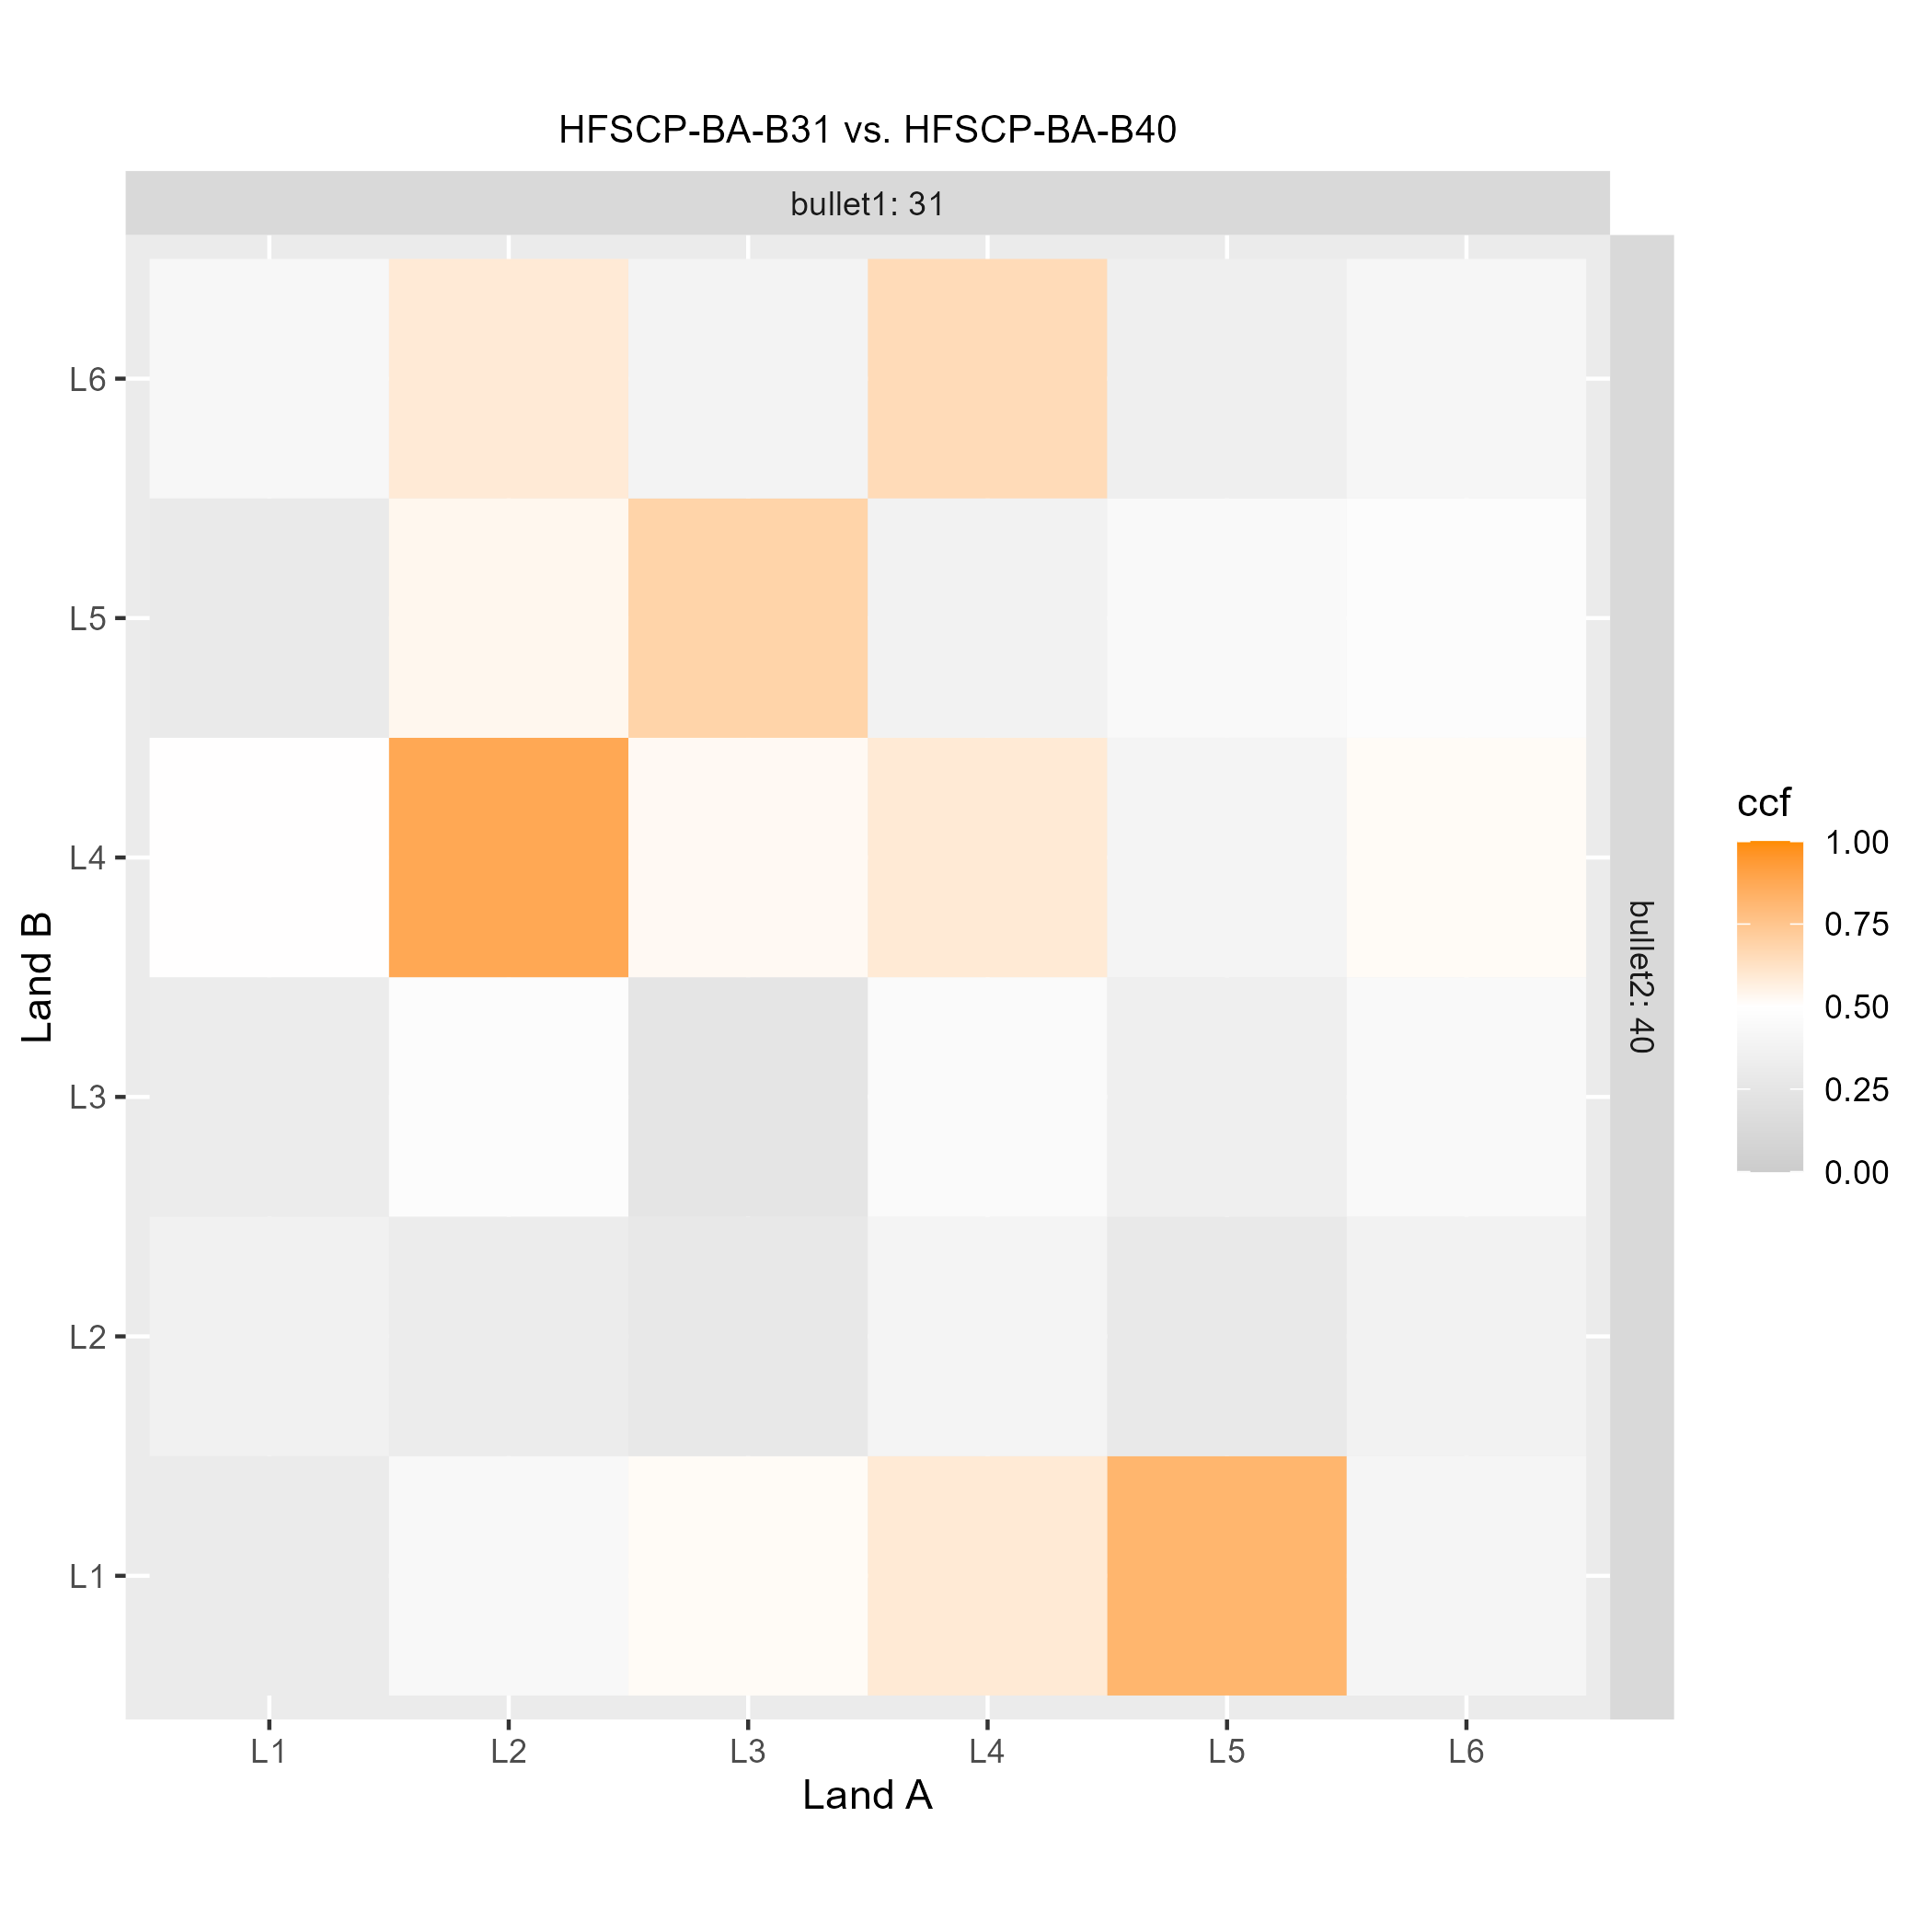 HFSCP-BA-B31 vs. HFSCP-BA-B40
bullet1: 31
L6
L5
L4
L3
L2
L1
Land B
bullet2: 40
L1 L2 L3 L4 L5 L6
Land A
ccf
1.00
0.75
0.50
0.25
0.00